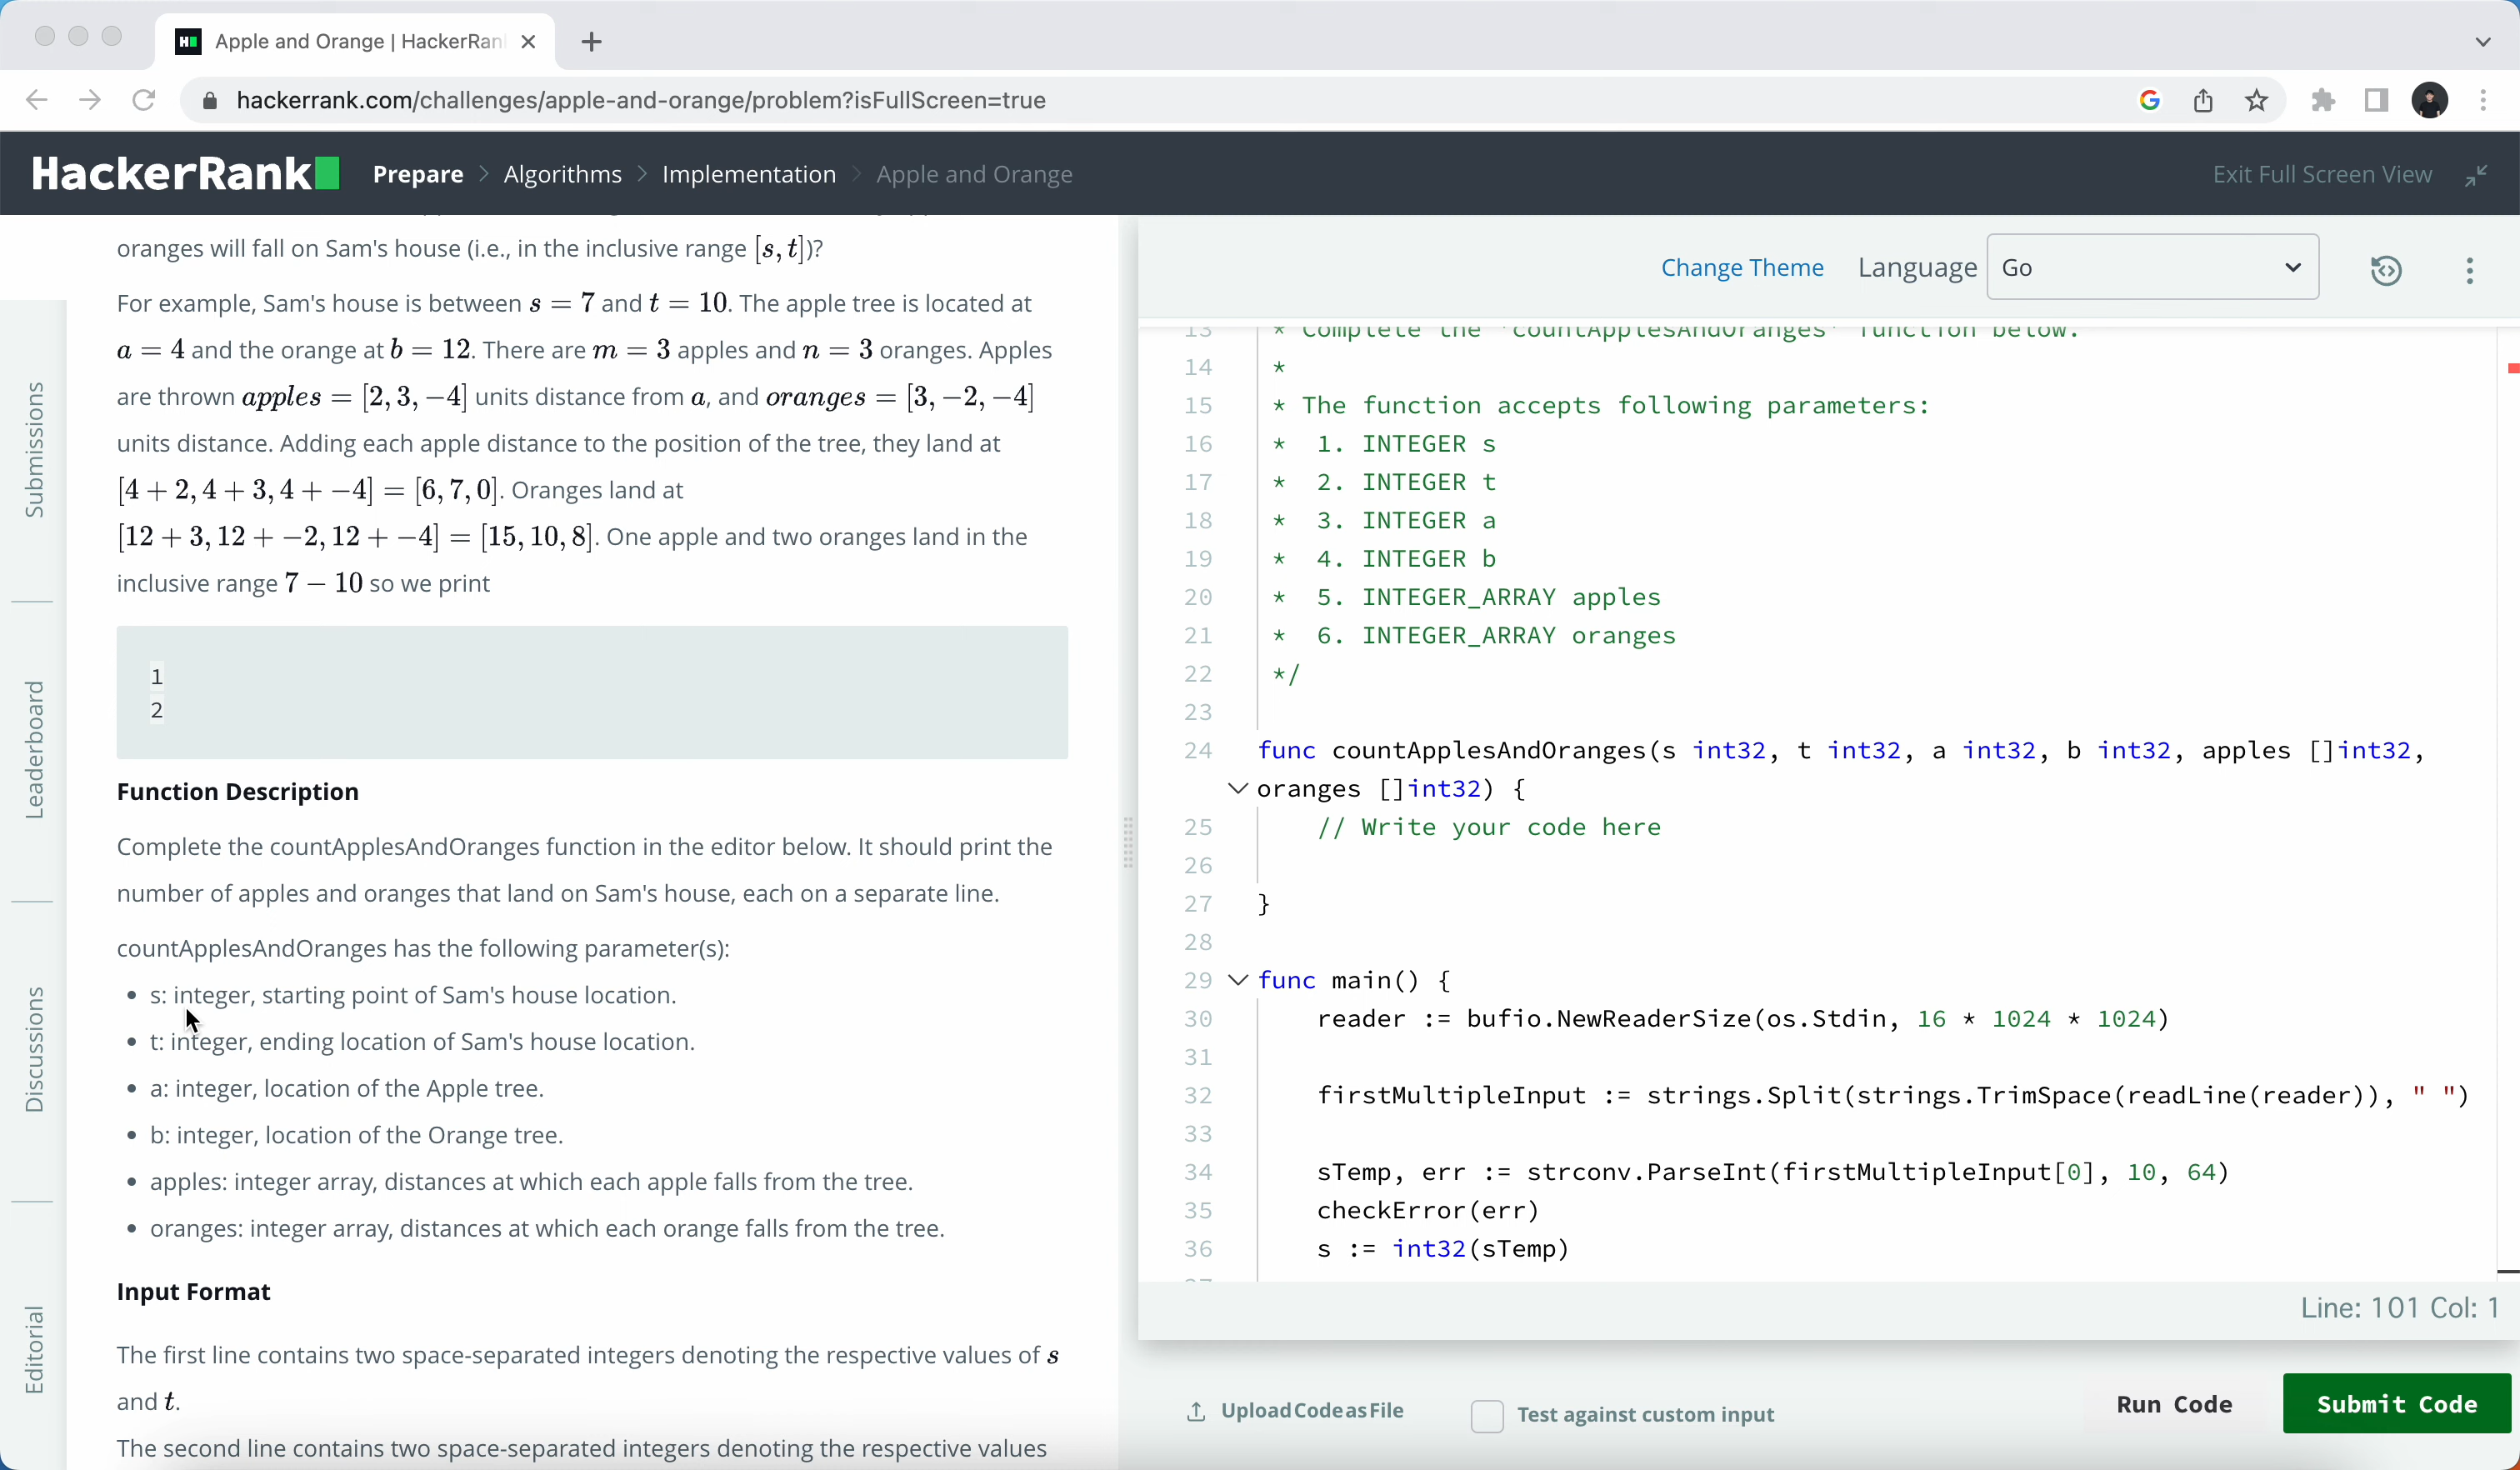 Apple and Orange | HackerRan
hackerrank.com/challenges/apple-and-orange/problem?isFullScreen=true
HackerRank
Prepare > Algorithms > Implementation > Apple and Orange
Exit Full Screen View
Submissions
Leaderboard
Discussions
Editorial
oranges will fall on Sam's house (i.e., in the inclusive range [s, t])?
For example, Sam's house is between s = 7 and t = 10. The apple tree is located at
a = 4 and the orange at b = 12. There are m = 3 apples and n = 3 oranges. Apples
are thrown apples = [2, 3, −4] units distance from a, and oranges = [3, −2, −4]
units distance. Adding each apple distance to the position of the tree, they land at
[4 + 2, 4 + 3, 4 + −4] = [6, 7, 0]. Oranges land at
[12 + 3, 12 + −2, 12 + −4] = [15, 10, 8]. One apple and two oranges land in the
inclusive range 7 − 10 so we print
1
2
Function Description
Complete the countApplesAndOranges function in the editor below. It should print the
number of apples and oranges that land on Sam's house, each on a separate line.
countApplesAndOranges has the following parameter(s):
• s: integer, starting point of Sam's house location.
• t: integer, ending location of Sam's house location.
• a: integer, location of the Apple tree.
• b: integer, location of the Orange tree.
• apples: integer array, distances at which each apple falls from the tree.
• oranges: integer array, distances at which each orange falls from the tree.
Input Format
The first line contains two space-separated integers denoting the respective values of s
and t.
The second line contains two space-separated integers denoting the respective values
Change Theme
Language
Go
13 * Complete the 'countApplesAndOranges' function below.
14 *
15 * The function accepts following parameters:
16 *  1. INTEGER s
17 *  2. INTEGER t
18 *  3. INTEGER a
19 *  4. INTEGER b
20 *  5. INTEGER_ARRAY apples
21 *  6. INTEGER_ARRAY oranges
22 */
23
24 func countApplesAndOranges(s int32, t int32, a int32, b int32, apples []int32,
oranges []int32) {
25     // Write your code here
26
27 }
28
29 func main() {
30     reader := bufio.NewReaderSize(os.Stdin, 16 * 1024 * 1024)
31
32     firstMultipleInput := strings.Split(strings.TrimSpace(readLine(reader)), " ")
33
34     sTemp, err := strconv.ParseInt(firstMultipleInput[0], 10, 64)
35     checkError(err)
36     s := int32(sTemp)
Line: 101 Col: 1
Upload Code as File
Test against custom input
Run Code
Submit Code